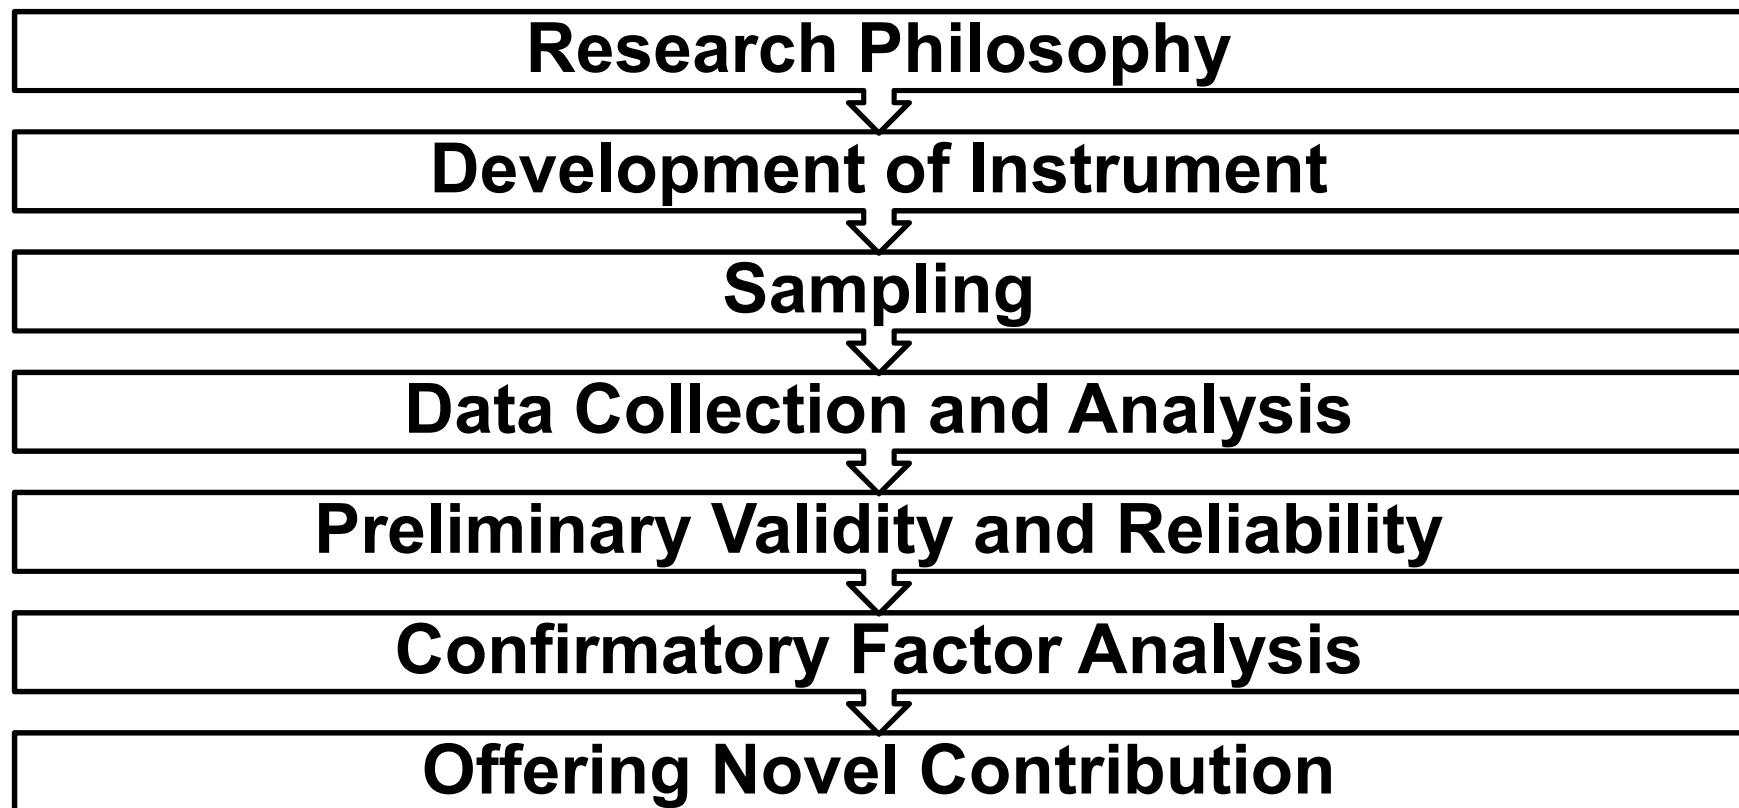 Research Philosophy
Development of Instrument
Sampling
Data Collection and Analysis
Preliminary Validity and Reliability
Confirmatory Factor Analysis
Offering Novel Contribution